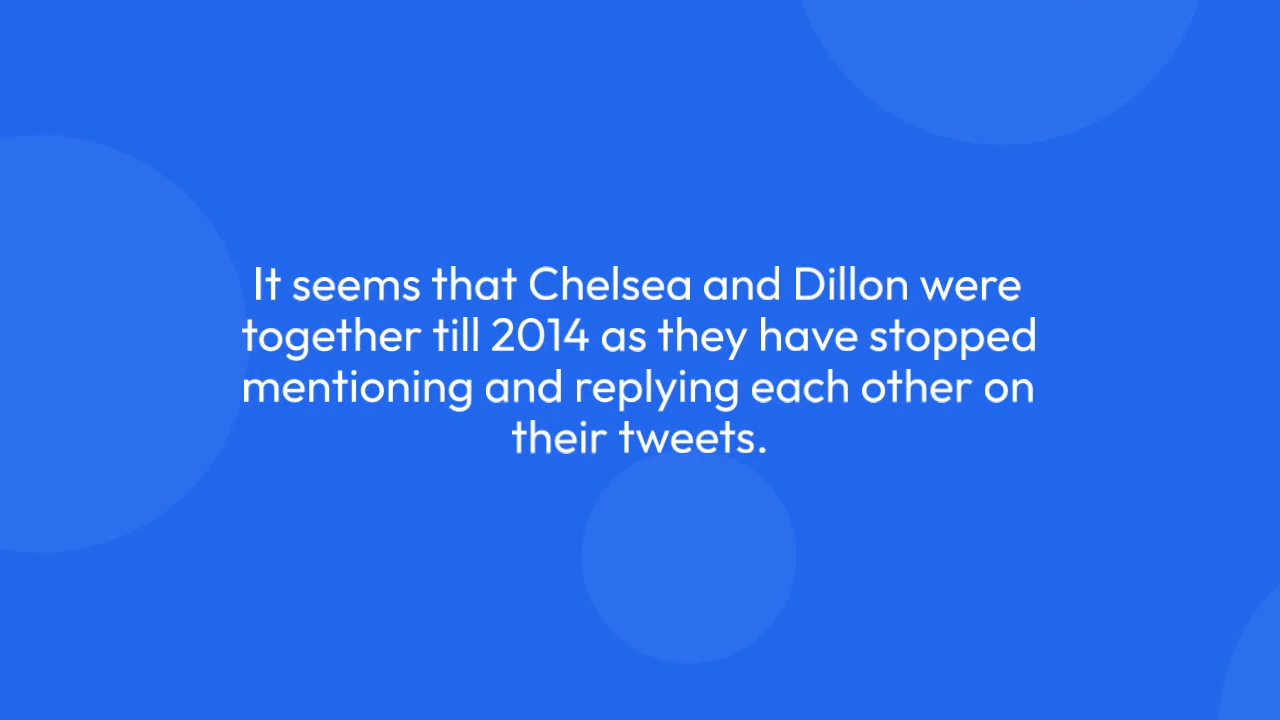 It seems that Chelsea and Dillon were
together till 2014 as they have stopped
mentioning and replying each other on
their tweets.